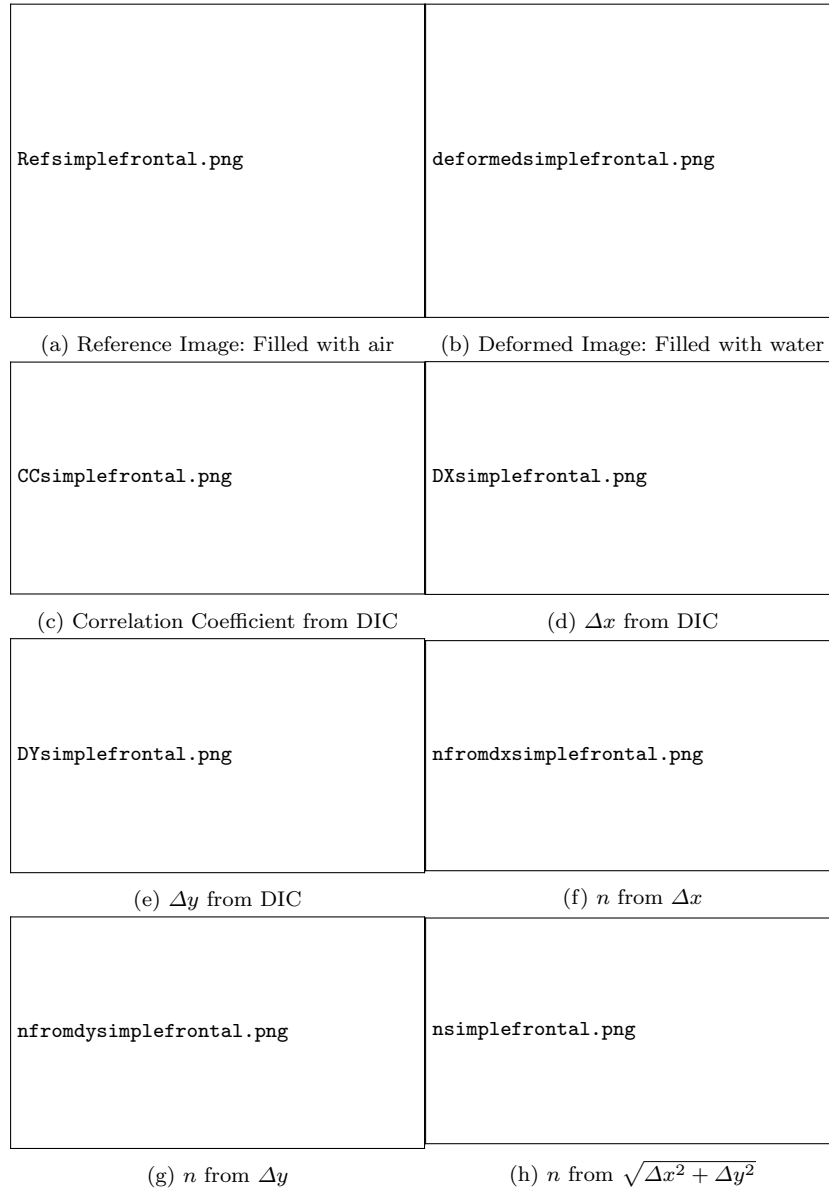 Refsimplefrontal.png
deformedsimplefrontal.png
(a) Reference Image: Filled with air
(b) Deformed Image: Filled with water
CCsimplefrontal.png
DXsimplefrontal.png
(c) Correlation Coefficient from DIC
(d) Δx from DIC
DYsimplefrontal.png
nfromdxsimplefrontal.png
(e) Δy from DIC
(f) n from Δx
nfromdysimplefrontal.png
nsimplefrontal.png
(g) n from Δy
(h) n from √(Δx² + Δy²)